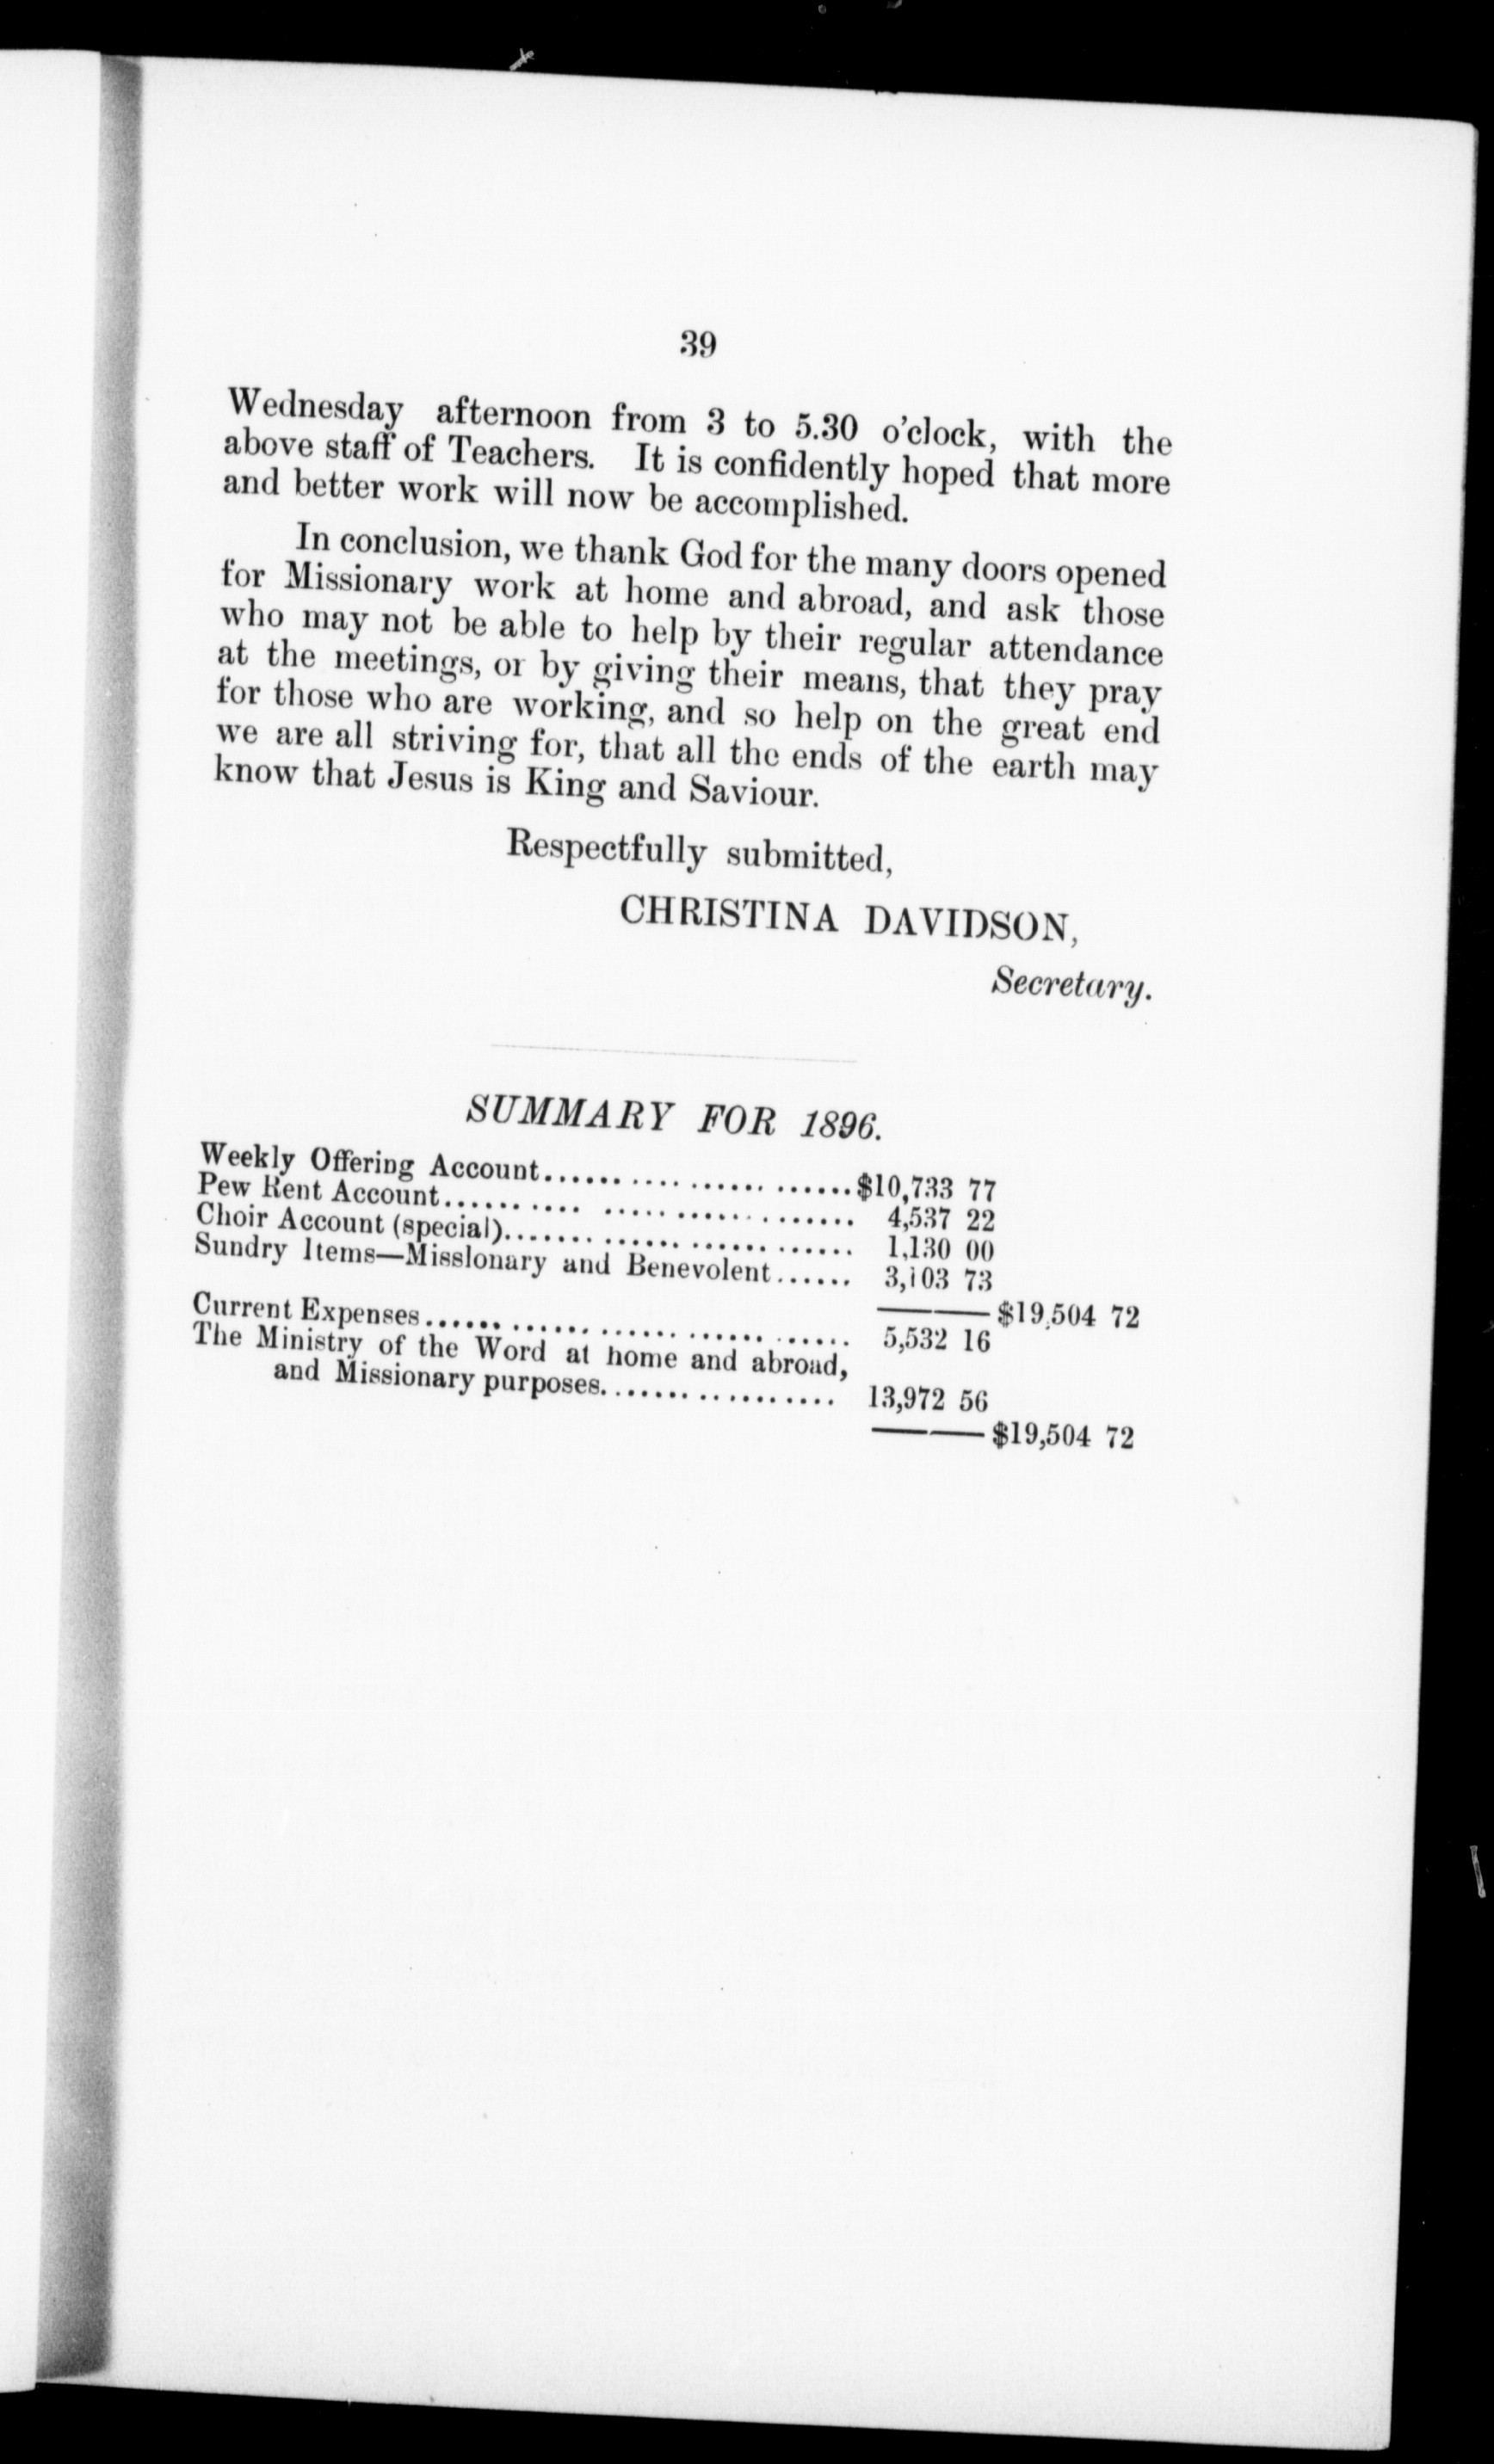 39
Wednesday afternoon from 3 to 5.30 o'clock, with the
above staff of Teachers. It is confidently hoped that more
and better work will now be accomplished.
In conclusion, we thank God for the many doors opened
for Missionary work at home and abroad, and ask those
who may not be able to help by their regular attendance
at the meetings, or by giving their means, that they pray
for those who are working, and so help on the great end
we are all striving for, that all the ends of the earth may
know that Jesus is King and Saviour.
Respectfully submitted,
CHRISTINA DAVIDSON,
Secretary.
SUMMARY FOR 1896.
Weekly Offering Account.............................$10,733 77
Pew Rent Account.................................... 4,537 22
Choir Account (special).............................. 1,130 00
Sundry Items—Missionary and Benevolent...... 3,103 73
——— $19,504 72
Current Expenses.................................... 5,532 16
The Ministry of the Word at home and abroad,
and Missionary purposes................. 13,972 56
——— $19,504 72